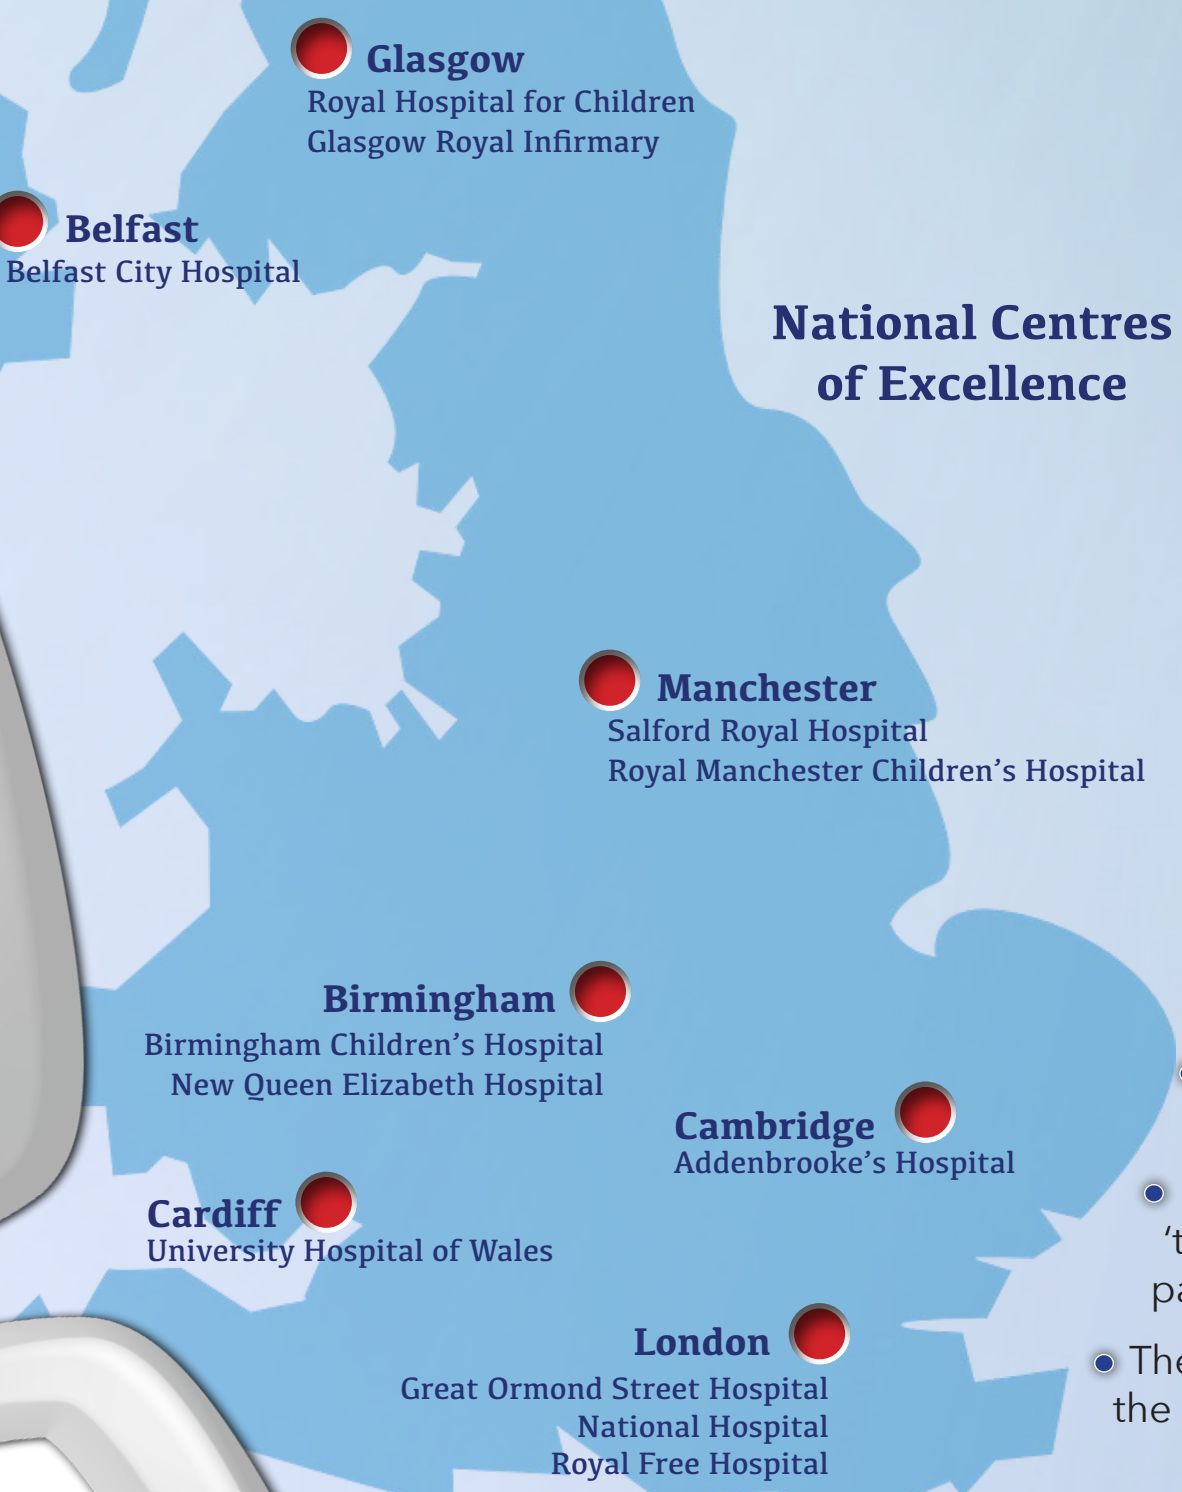 Glasgow
Royal Hospital for Children
Glasgow Royal Infirmary
Belfast
Belfast City Hospital
National Centres
of Excellence
Manchester
Salford Royal Hospital
Royal Manchester Children’s Hospital
Birmingham
Birmingham Children’s Hospital
New Queen Elizabeth Hospital
Cambridge
Addenbrooke’s Hospital
Cardiff
University Hospital of Wales
London
Great Ormond Street Hospital
National Hospital
Royal Free Hospital
the